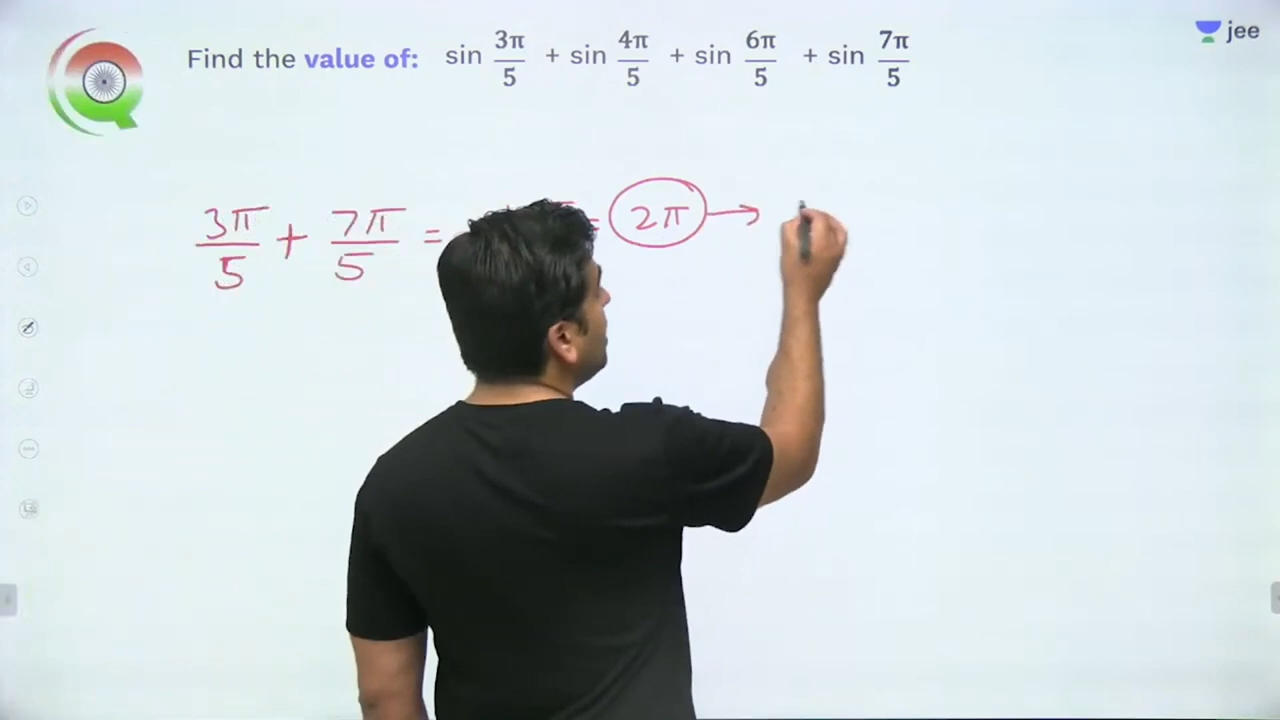 Find the value of: sin 3π/5 + sin 4π/5 + sin 6π/5 + sin 7π/5
jee
3π/5 + 7π/5 = = 2π →